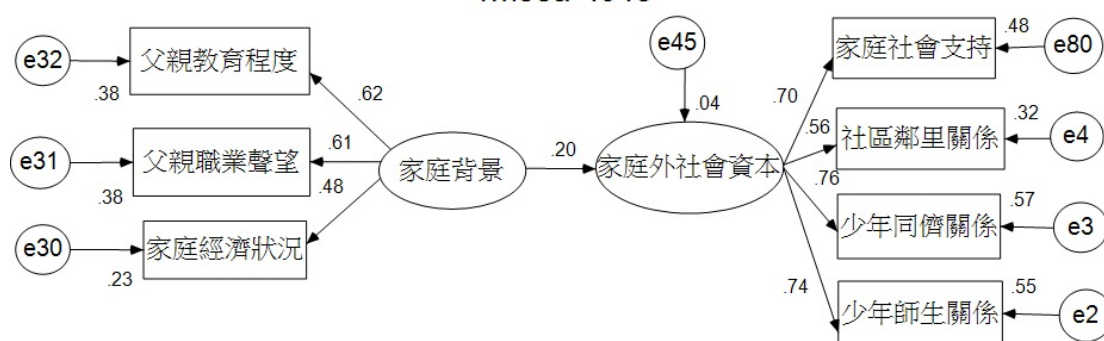 e32
父親教育程度
.38
.62
e31
父親職業聲望
.38
.61
.48
e30
家庭經濟狀況
.23
家庭背景
.20
e45
.04
家庭外社會資本
.70
.56
.76
.74
家庭社會支持
.48
e80
社區鄰里關係
.32
e4
少年同儕關係
.57
e3
少年師生關係
.55
e2